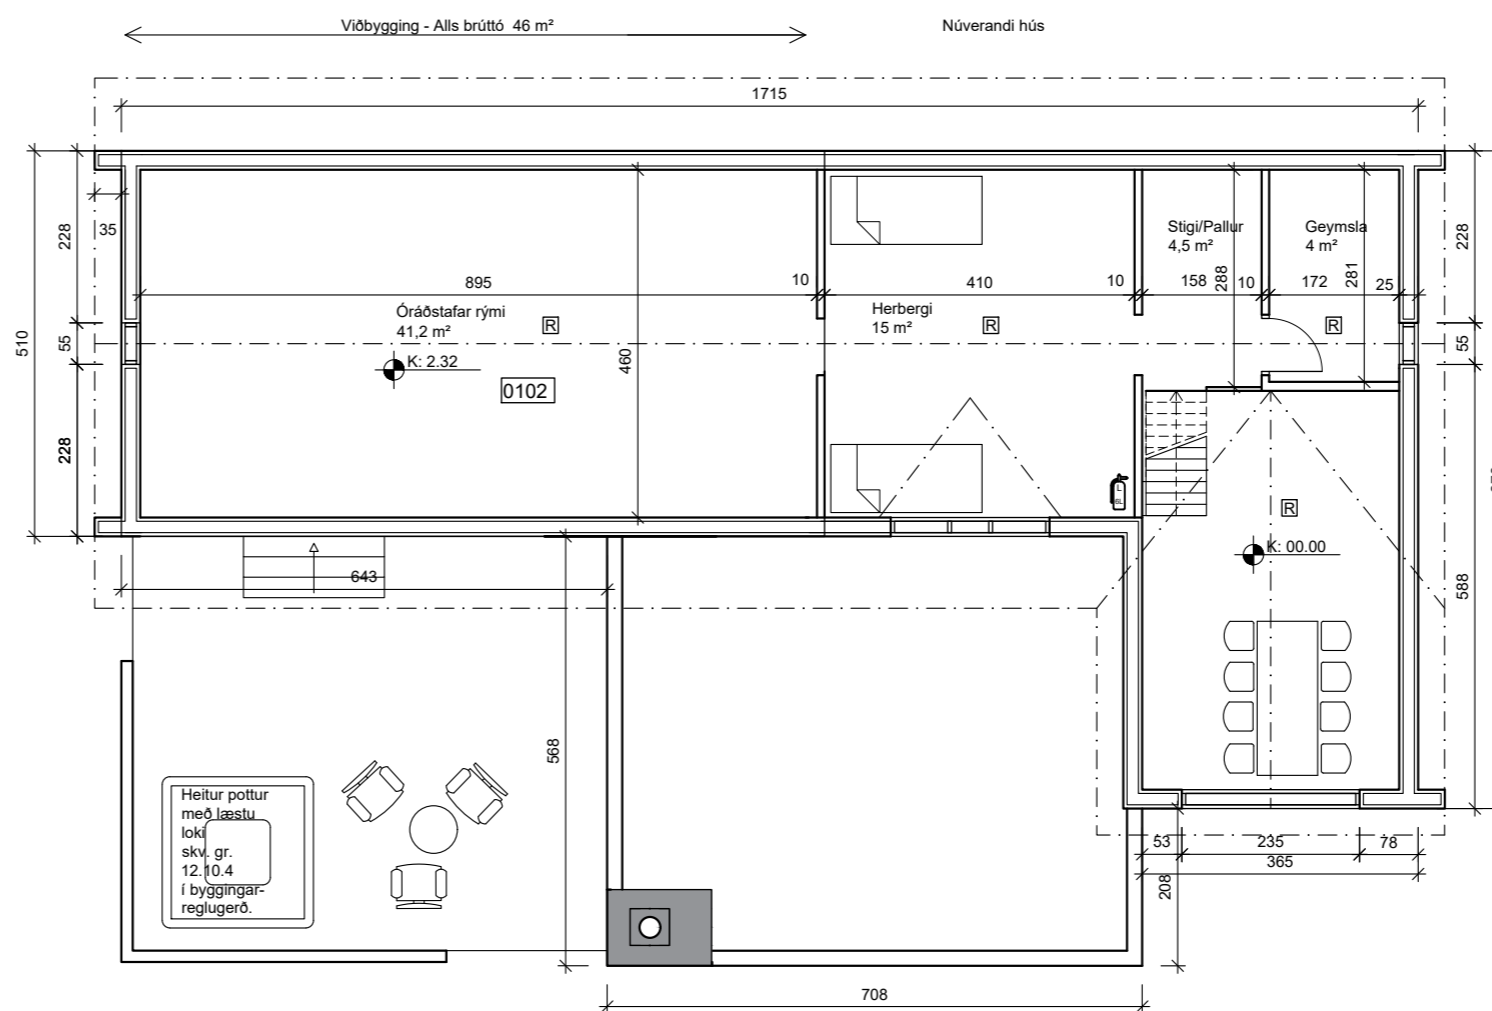 Viðbygging - Alls brúttó 46 m²
Núverandi hús
1715
35
228
55
228
510
895
10
410
10
158
288
10
172
281
25
228
55
588
Stigi/Pallur
4,5 m²
Geymsla
4 m²
Óráðstafar rými
41,2 m²
R
Herbergi
15 m²
R
R
K: 2.32
0102
460
L
6L
R
K: 00.00
643
568
Heitur pottur
með læstu
loki
skv. gr.
12.10.4
í byggingar-
reglugerð.
53
235
78
365
208
708